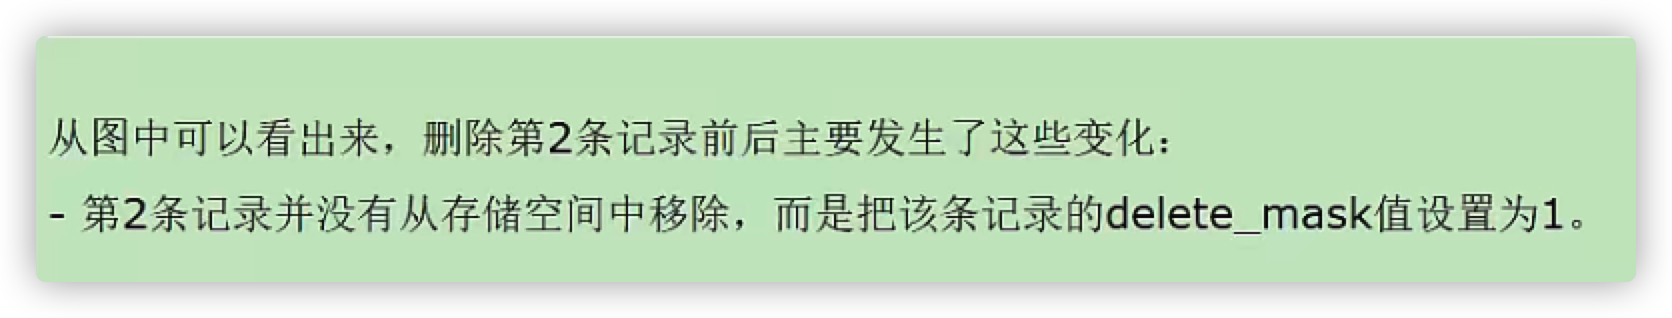 从图中可以看出来，删除第2条记录前后主要发生了这些变化：
- 第2条记录并没有从存储空间中移除，而是把该条记录的delete_mask值设置为1。